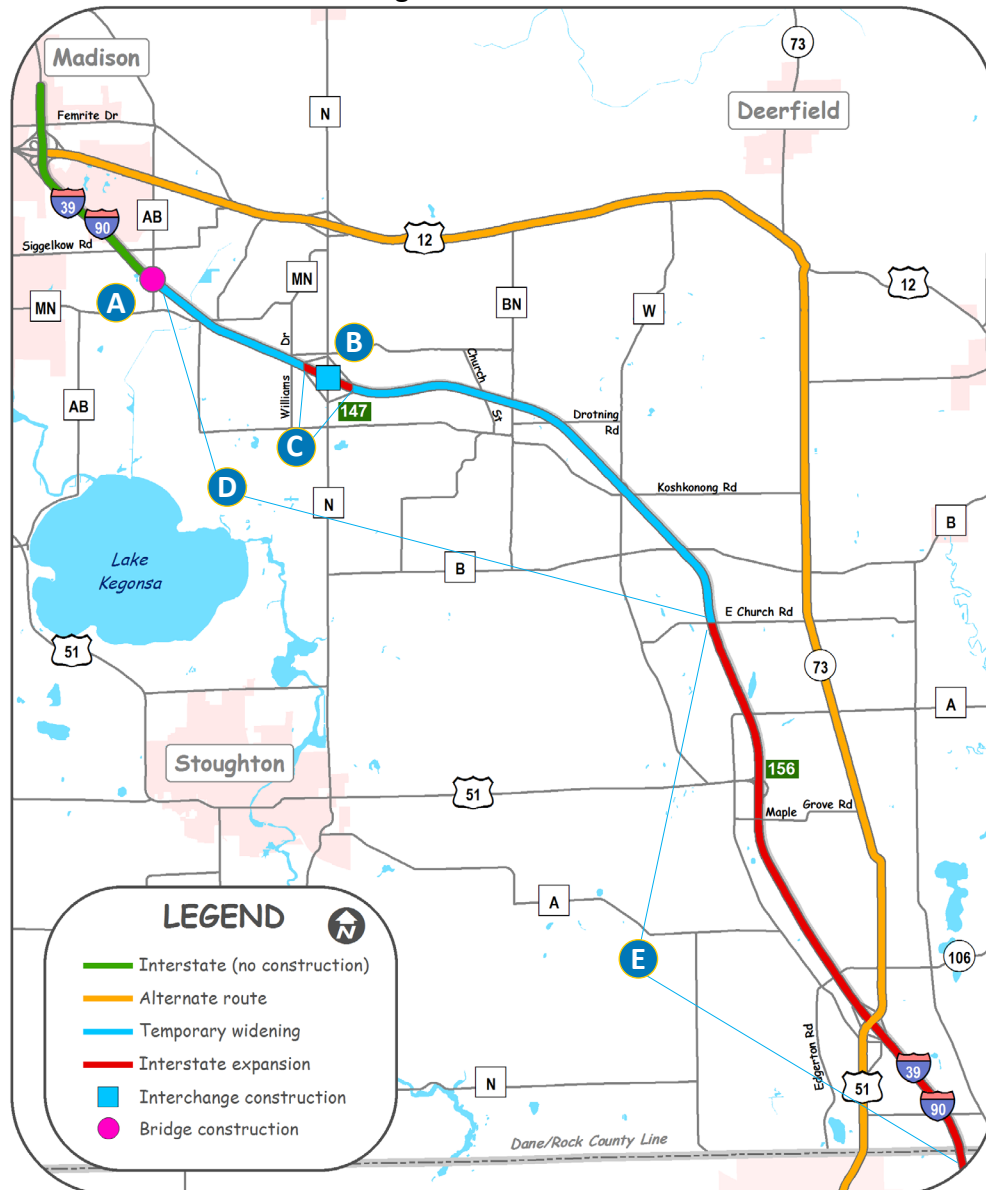 Madison
73
N
Deerfield
Femrite Dr
39
90
AB
12
Siggelkow Rd
MN
12
A
MN
BN
W
B
Williams Dr
Church St
AB
147
Drotning
Rd
C
D
Koshkonong Rd
N
B
Lake
Kegonsa
B
E Church Rd
51
73
A
Stoughton
156
51
Maple Grove Rd
A
E
106
LEGEND
N
Interstate (no construction)
Alternate route
Temporary widening
Interstate expansion
Interchange construction
Bridge construction
Edgerton Rd
39
N
51
90
Dane/Rock County Line